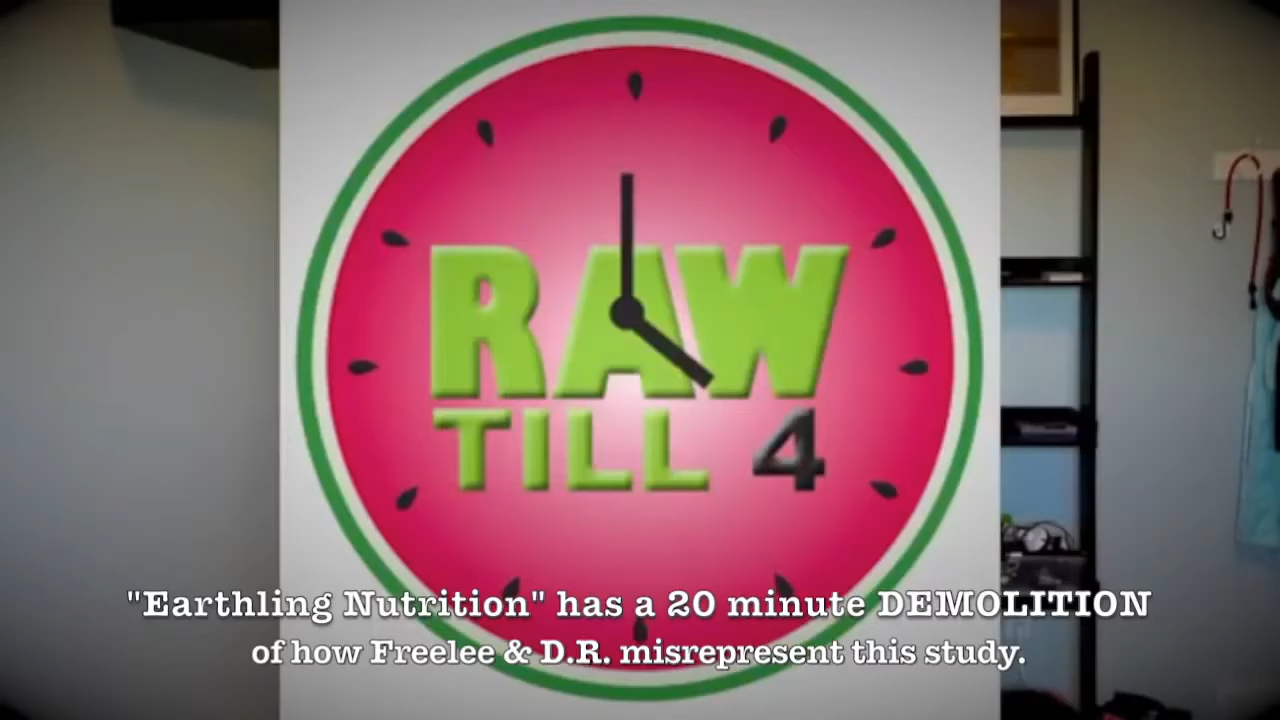 RAW
TILL 4
"Earthling Nutrition" has a 20 minute DEMOLITION
of how Freelee & D.R. misrepresent this study.